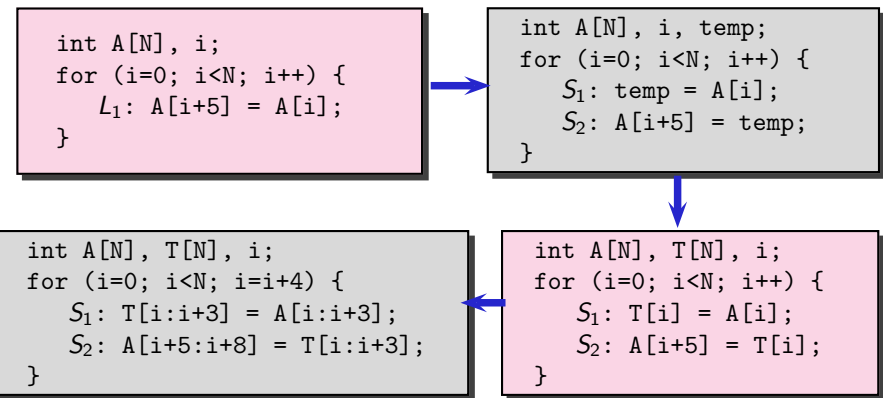 int A[N], i;
for (i=0; i<N; i++) {
L₁: A[i+5] = A[i];
}
int A[N], i, temp;
for (i=0; i<N; i++) {
S₁: temp = A[i];
S₂: A[i+5] = temp;
}
int A[N], T[N], i;
for (i=0; i<N; i=i+4) {
S₁: T[i:i+3] = A[i:i+3];
S₂: A[i+5:i+8] = T[i:i+3];
}
int A[N], T[N], i;
for (i=0; i<N; i++) {
S₁: T[i] = A[i];
S₂: A[i+5] = T[i];
}